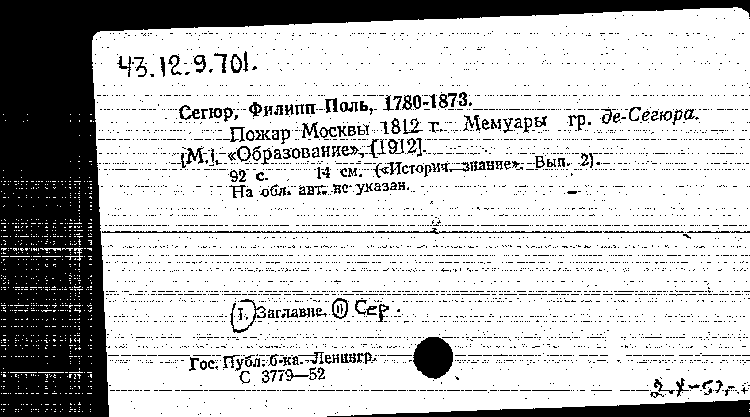 43.12.9.701.
Сегюр, Филипп Поль, 1780-1873.
Пожар Москвы 1812 г. Мемуары гр. де-Сегюра.
[М.], «Образование», [1912].
92 с. 14 см. («Историч. знание». Вып. 2).
На обл. авт. не указан.
I. Заглавие. II Сер.
Гос. Публ. б-ка. Ленингр.
С 3779—52